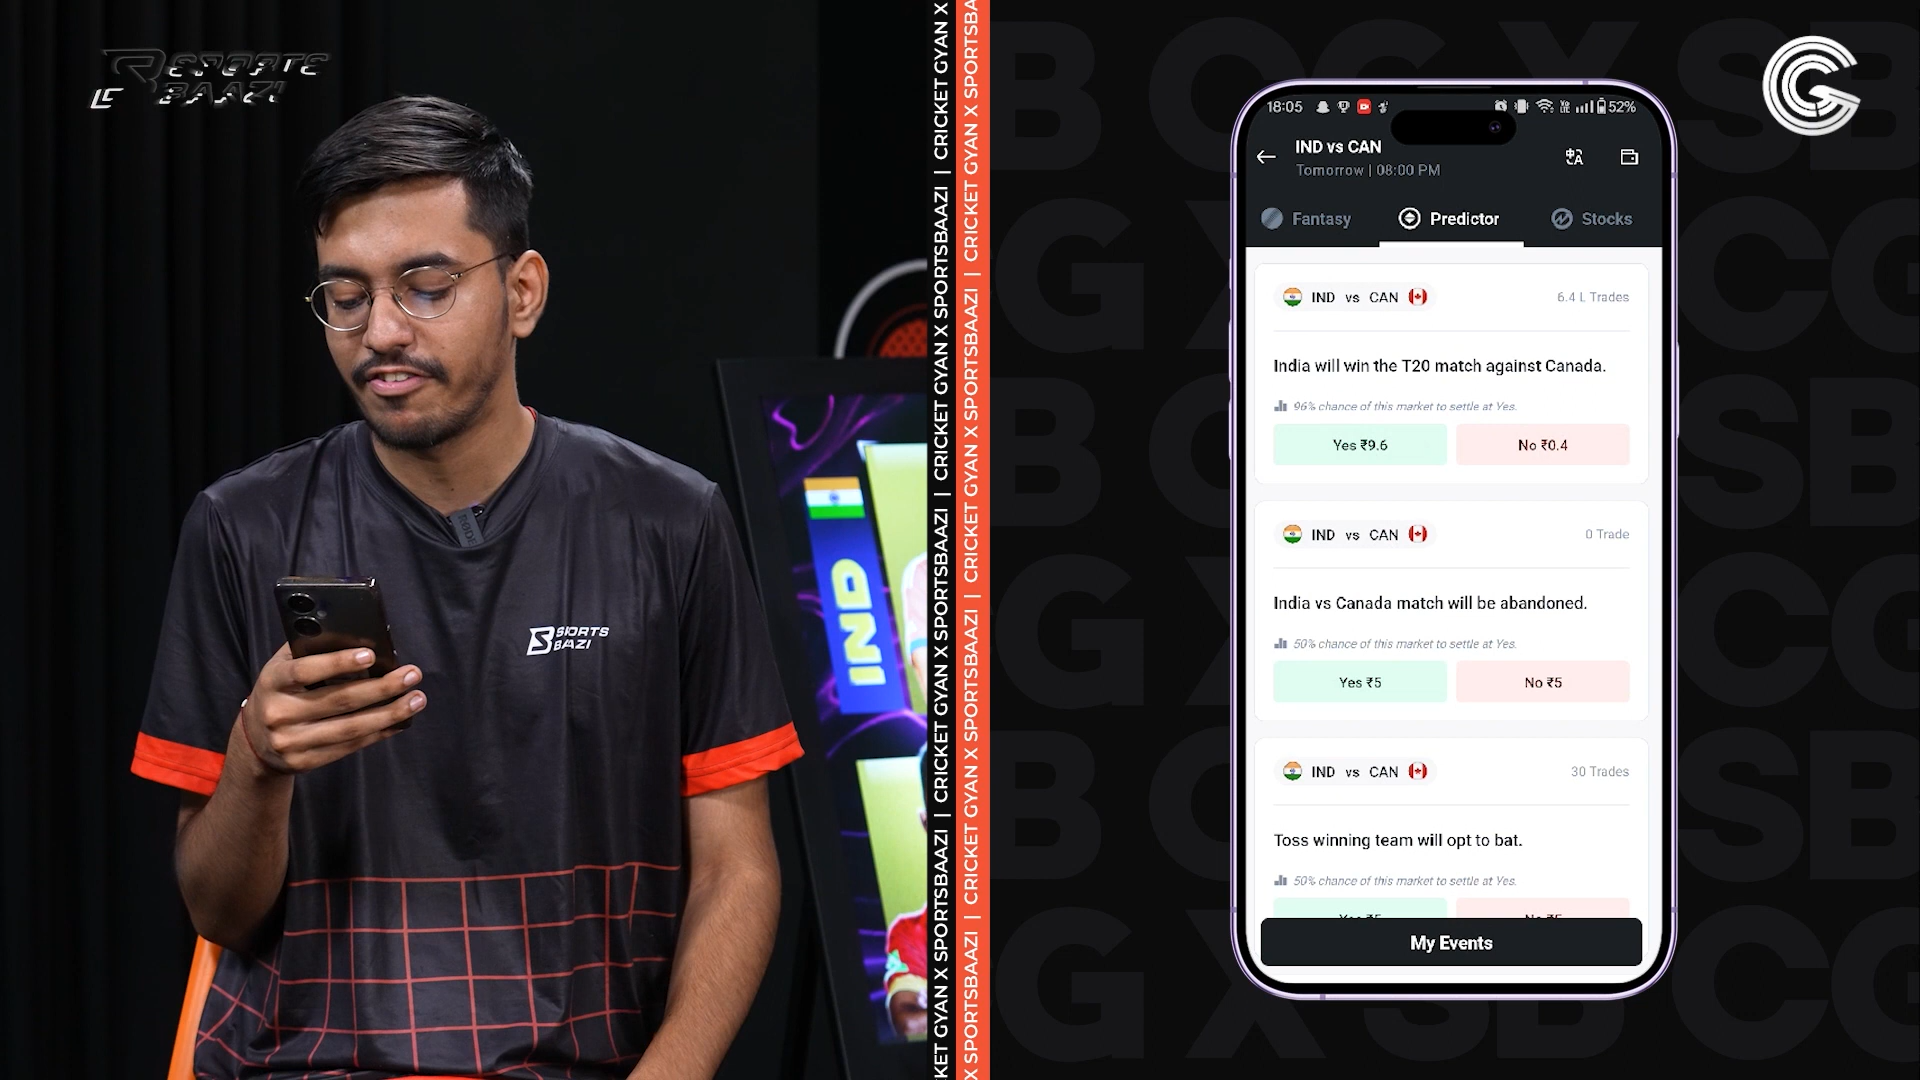 SPORTS
BAAZI
LE
SPORTS
BAAZI
IND
CRICKET GYAN X SPORTSBAAZI | CRICKET GYAN X SPORTSBAAZI | CRICKET GYAN X SPORTSBAAZI | CRICKET GYAN X
CRICKET GYAN X SPORTSBAAZI | CRICKET GYAN X SPORTSBAAZI | CRICKET GYAN X
18:05
52%
IND vs CAN
Tomorrow | 08:00 PM
Fantasy Predictor Stocks
IND vs CAN 6.4 L Trades
India will win the T20 match against Canada.
96% chance of this market to settle at Yes.
Yes ₹9.6 No ₹0.4
IND vs CAN 0 Trade
India vs Canada match will be abandoned.
50% chance of this market to settle at Yes.
Yes ₹5 No ₹5
IND vs CAN 30 Trades
Toss winning team will opt to bat.
50% chance of this market to settle at Yes.
Yes ₹5 No ₹5
My Events